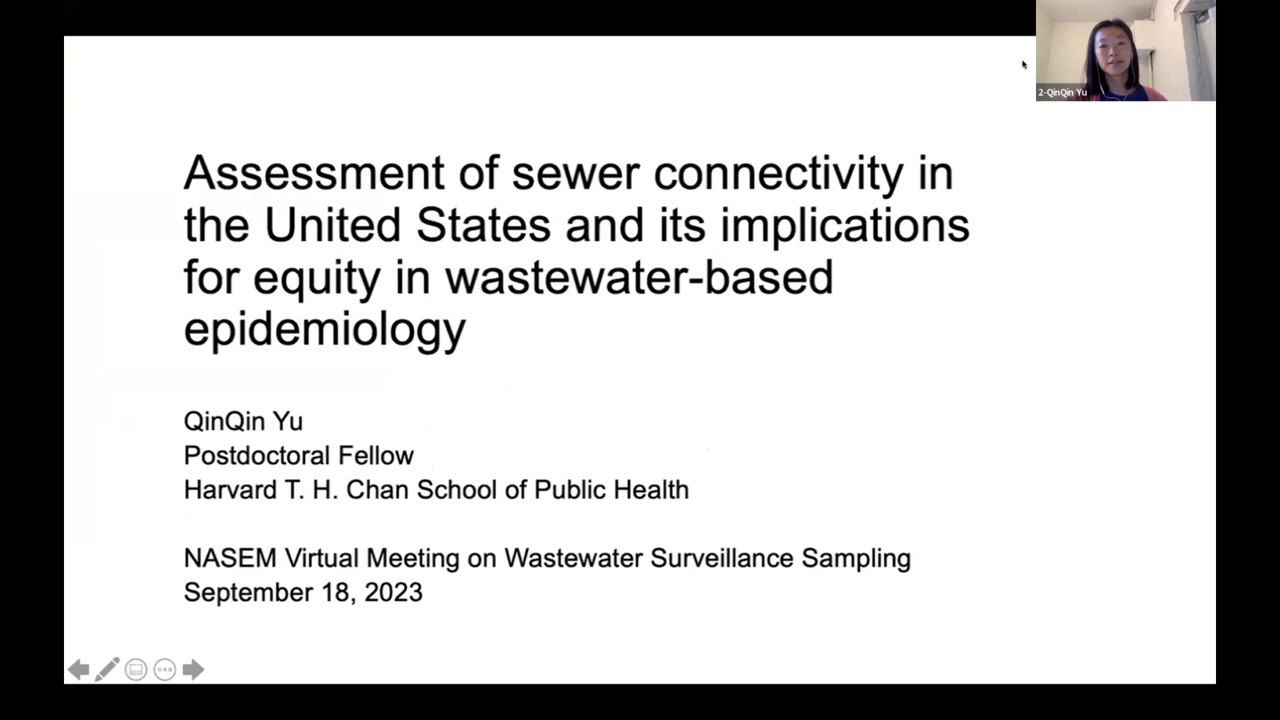 2-QinQin Yu
Assessment of sewer connectivity in
the United States and its implications
for equity in wastewater-based
epidemiology
QinQin Yu
Postdoctoral Fellow
Harvard T. H. Chan School of Public Health
NASEM Virtual Meeting on Wastewater Surveillance Sampling
September 18, 2023